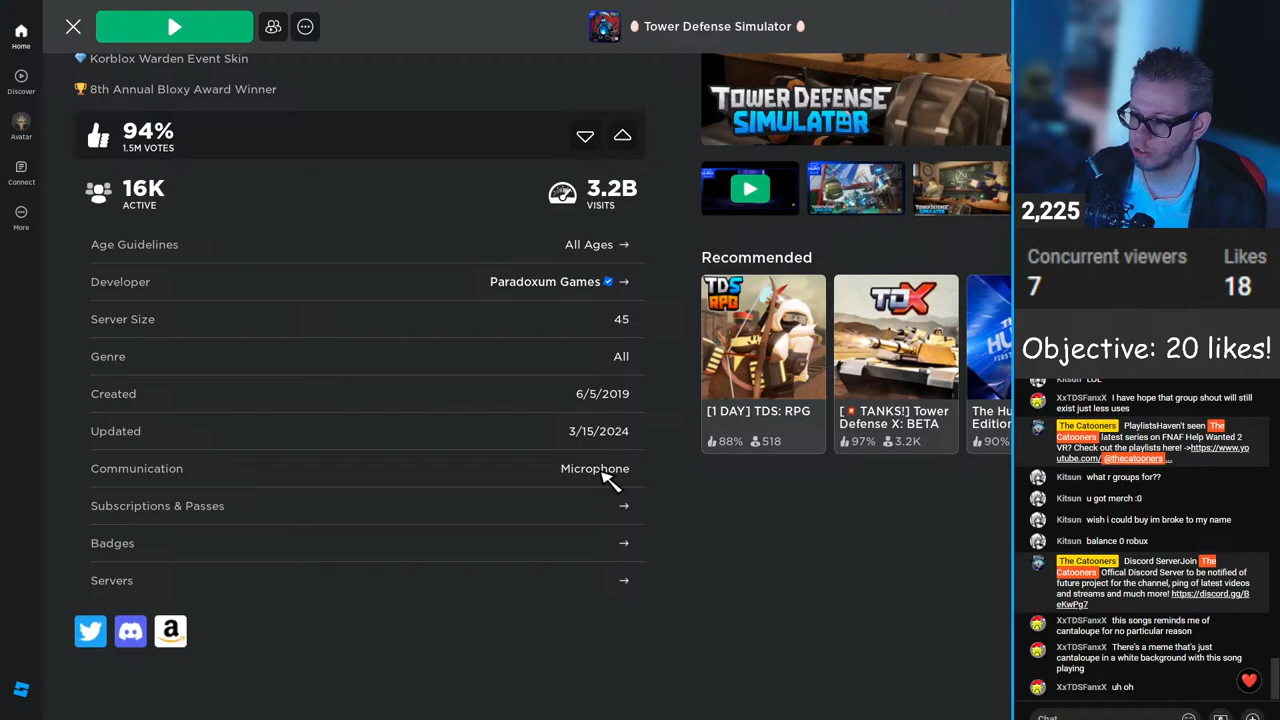 Home
Discover
Avatar
Connect
More
🥚 Tower Defense Simulator 🥚
💎 Korblox Warden Event Skin
🏆 8th Annual Bloxy Award Winner
94%
1.5M VOTES
16K
ACTIVE
3.2B
VISITS
Age Guidelines All Ages →
Developer Paradoxum Games →
Server Size 45
Genre All
Created 6/5/2019
Updated 3/15/2024
Communication Microphone
Subscriptions & Passes →
Badges →
Servers →
TOWER DEFENSE
SIMULATOR
Recommended
TDS
RPG
[1 DAY] TDS: RPG
88% 518
TDX
[💥TANKS!] Tower
Defense X: BETA
97% 3.2K
The Hu
Edition
90%
2,225
Concurrent viewers Likes
7 18
Objective: 20 likes!
Kitsun LOL
XxTDSFanxX I have hope that group shout will still
exist just less uses
The Catooners PlaylistsHaven't seen The
Catooners latest series on FNAF Help Wanted 2
VR? Check out the playlists here! ->https://www.yo
utube.com/ @thecatooners ...
Kitsun what r groups for??
Kitsun u got merch :0
Kitsun wish i could buy im broke to my name
Kitsun balance 0 robux
The Catooners Discord ServerJoin The
Catooners Offical Discord Server to be notified of
future project for the channel, ping of latest videos
and streams and much more! https://discord.gg/B
eKwPg7
XxTDSFanxX this songs reminds me of
cantaloupe for no particular reason
XxTDSFanxX There's a meme that's just
cantaloupe in a white background with this song
playing
XxTDSFanxX uh oh
Chat